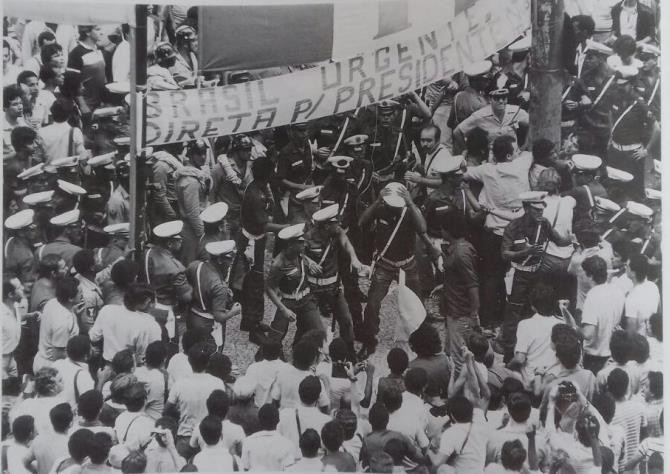 BRASIL URGENTE,
DIRETA P/ PRESIDENTE